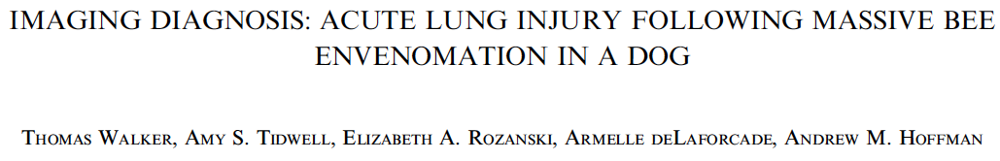 IMAGING DIAGNOSIS: ACUTE LUNG INJURY FOLLOWING MASSIVE BEE
ENVENOMATION IN A DOG
THOMAS WALKER, AMY S. TIDWELL, ELIZABETH A. ROZANSKI, ARMELLE DELAFORCADE, ANDREW M. HOFFMAN